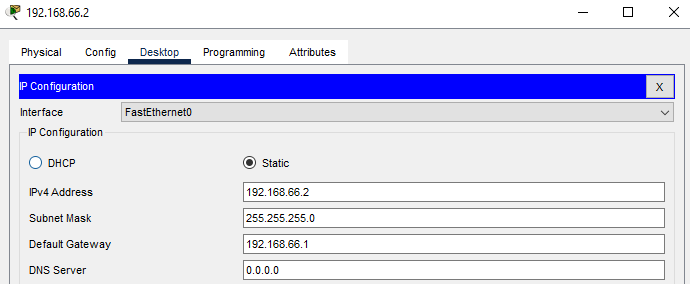 192.168.66.2
Physical Config Desktop Programming Attributes
IP Configuration X
Interface FastEthernet0
IP Configuration
DHCP Static
IPv4 Address 192.168.66.2
Subnet Mask 255.255.255.0
Default Gateway 192.168.66.1
DNS Server 0.0.0.0